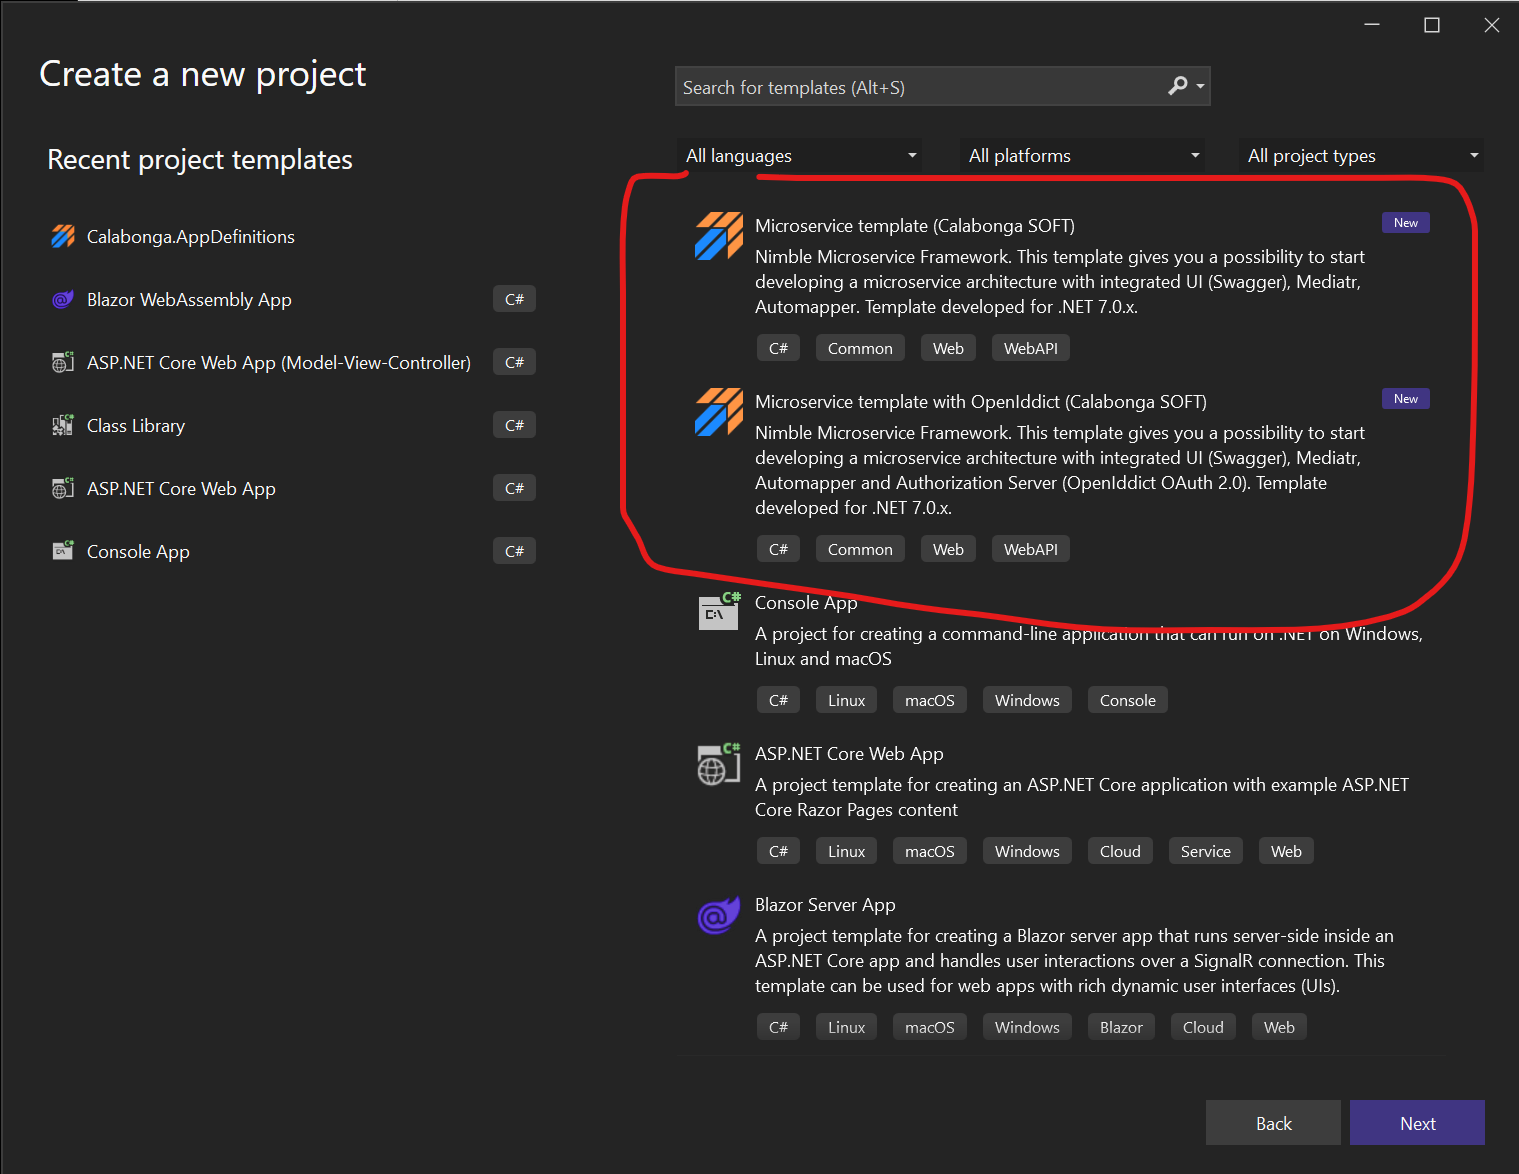 Create a new project
Search for templates (Alt+S)
Recent project templates
All languages
All platforms
All project types
Calabonga.AppDefinitions
Blazor WebAssembly App
C#
ASP.NET Core Web App (Model-View-Controller)
C#
Class Library
C#
ASP.NET Core Web App
C#
Console App
C#
Microservice template (Calabonga SOFT)
New
Nimble Microservice Framework. This template gives you a possibility to start
developing a microservice architecture with integrated UI (Swagger), Mediatr,
Automapper. Template developed for .NET 7.0.x.
C# Common Web WebAPI
Microservice template with OpenIddict (Calabonga SOFT)
New
Nimble Microservice Framework. This template gives you a possibility to start
developing a microservice architecture with integrated UI (Swagger), Mediatr,
Automapper and Authorization Server (OpenIddict OAuth 2.0). Template
developed for .NET 7.0.x.
C# Common Web WebAPI
Console App
A project for creating a command-line application that can run on .NET on Windows,
Linux and macOS
C# Linux macOS Windows Console
ASP.NET Core Web App
A project template for creating an ASP.NET Core application with example ASP.NET
Core Razor Pages content
C# Linux macOS Windows Cloud Service Web
Blazor Server App
A project template for creating a Blazor server app that runs server-side inside an
ASP.NET Core app and handles user interactions over a SignalR connection. This
template can be used for web apps with rich dynamic user interfaces (UIs).
C# Linux macOS Windows Blazor Cloud Web
Back
Next